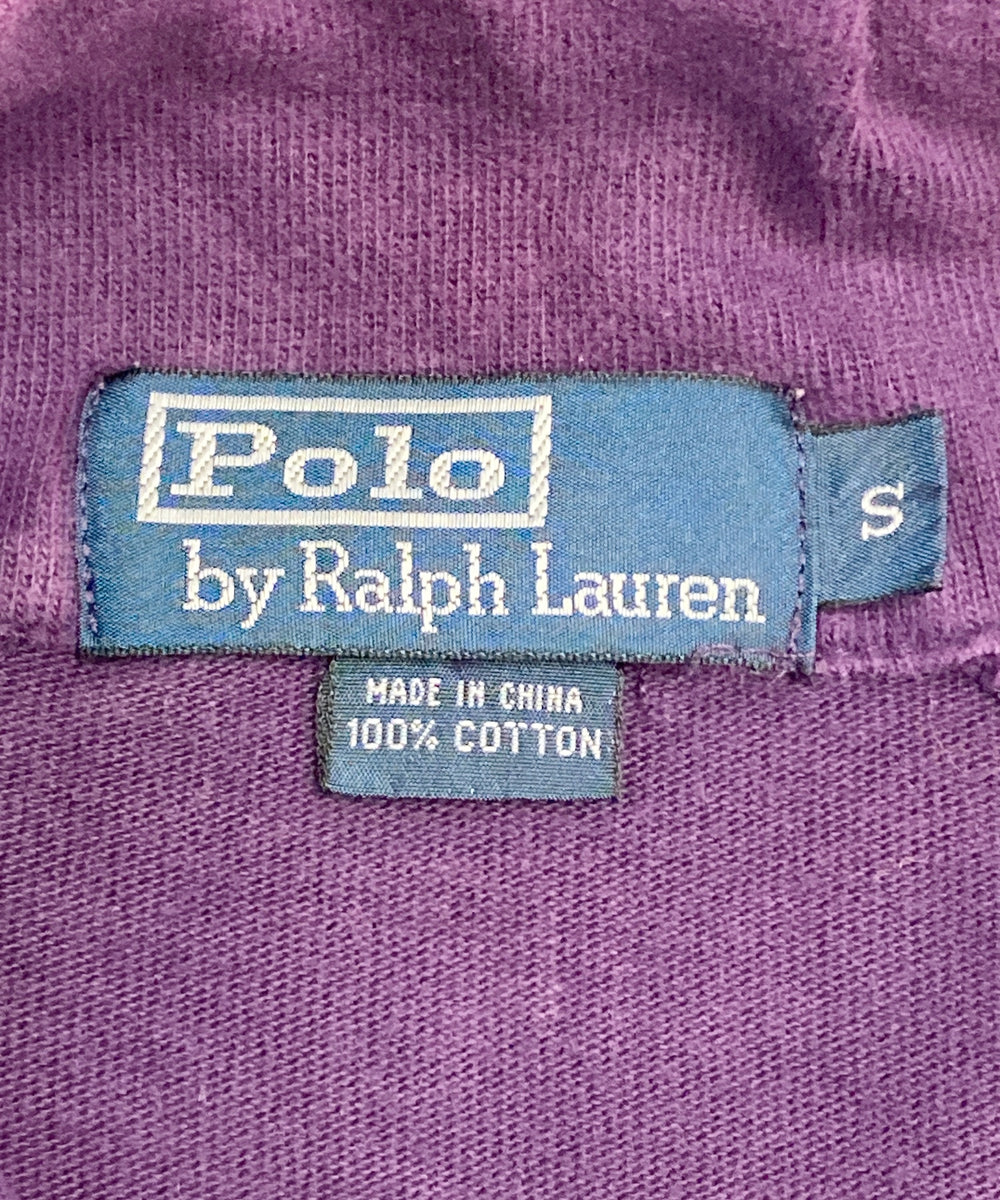 Polo
by Ralph Lauren
S
MADE IN CHINA
100% COTTON